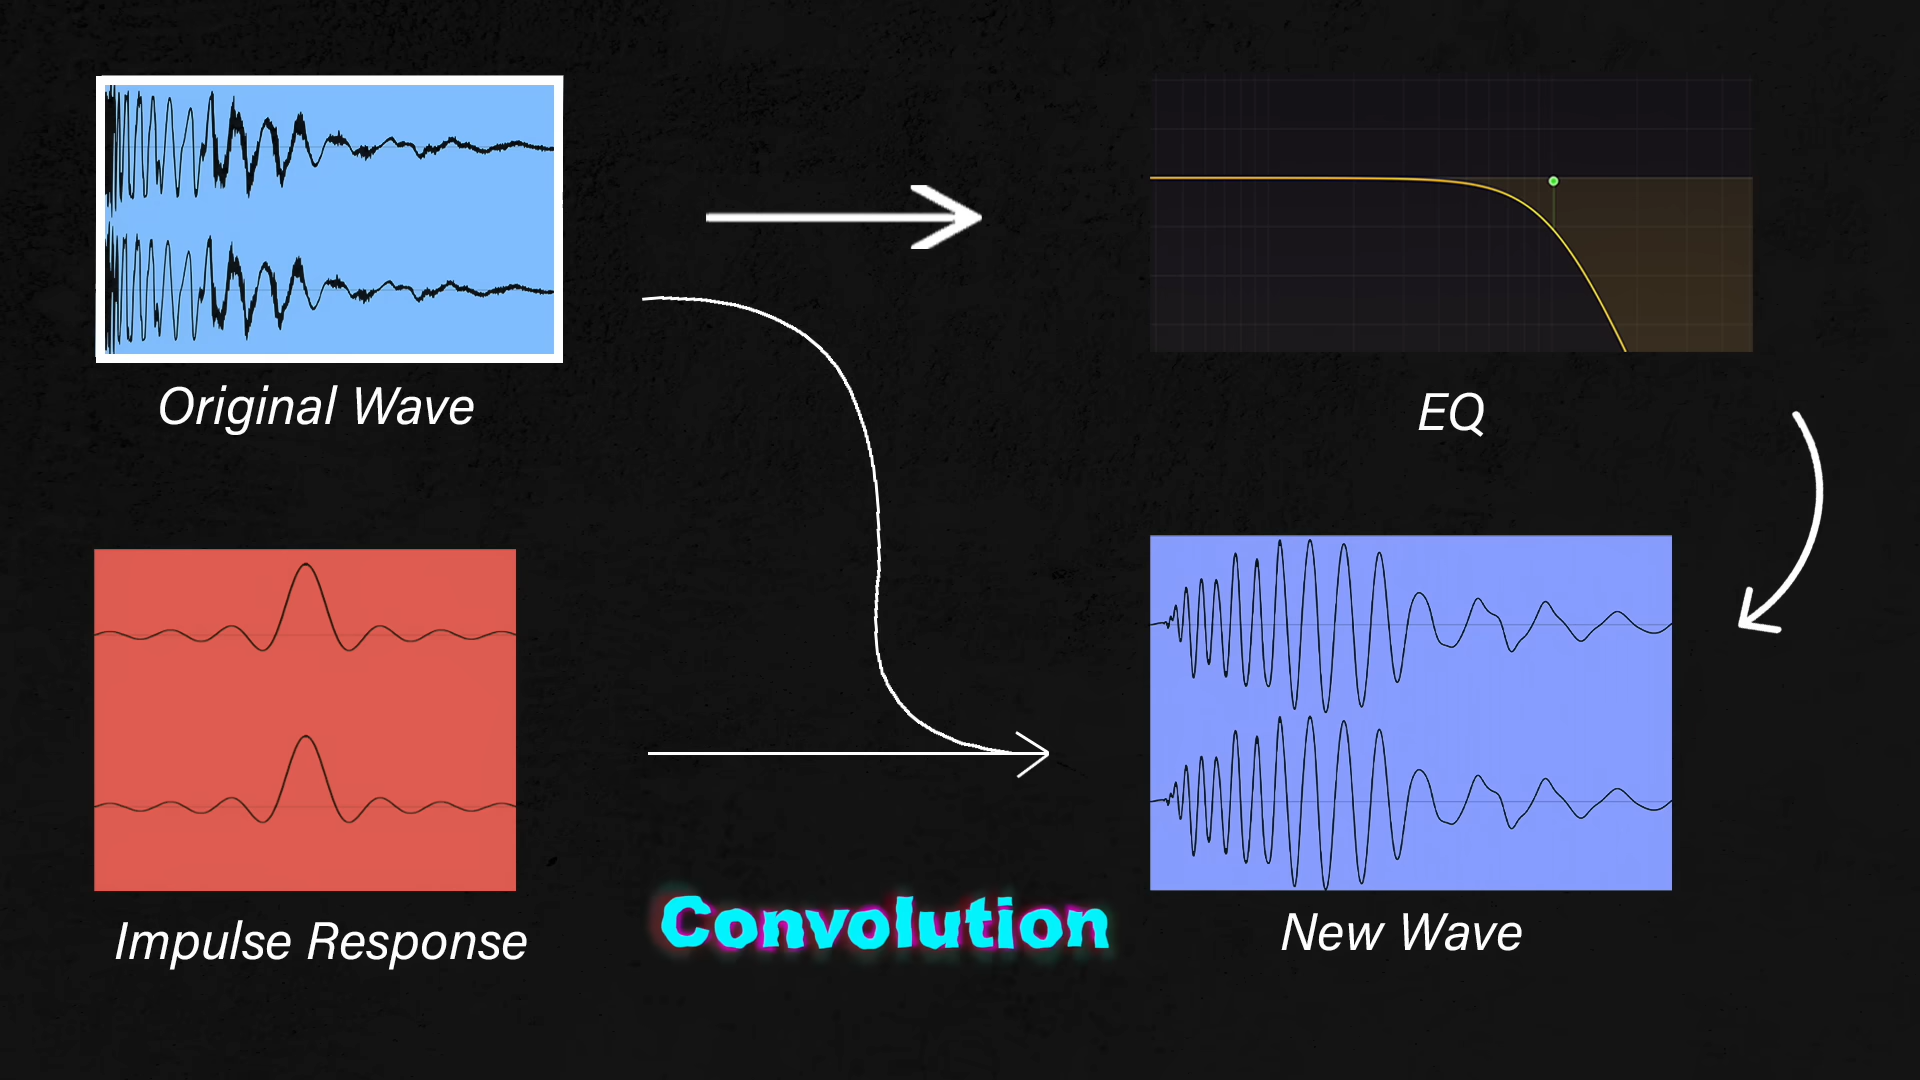 Original Wave
EQ
Impulse Response
Convolution
New Wave